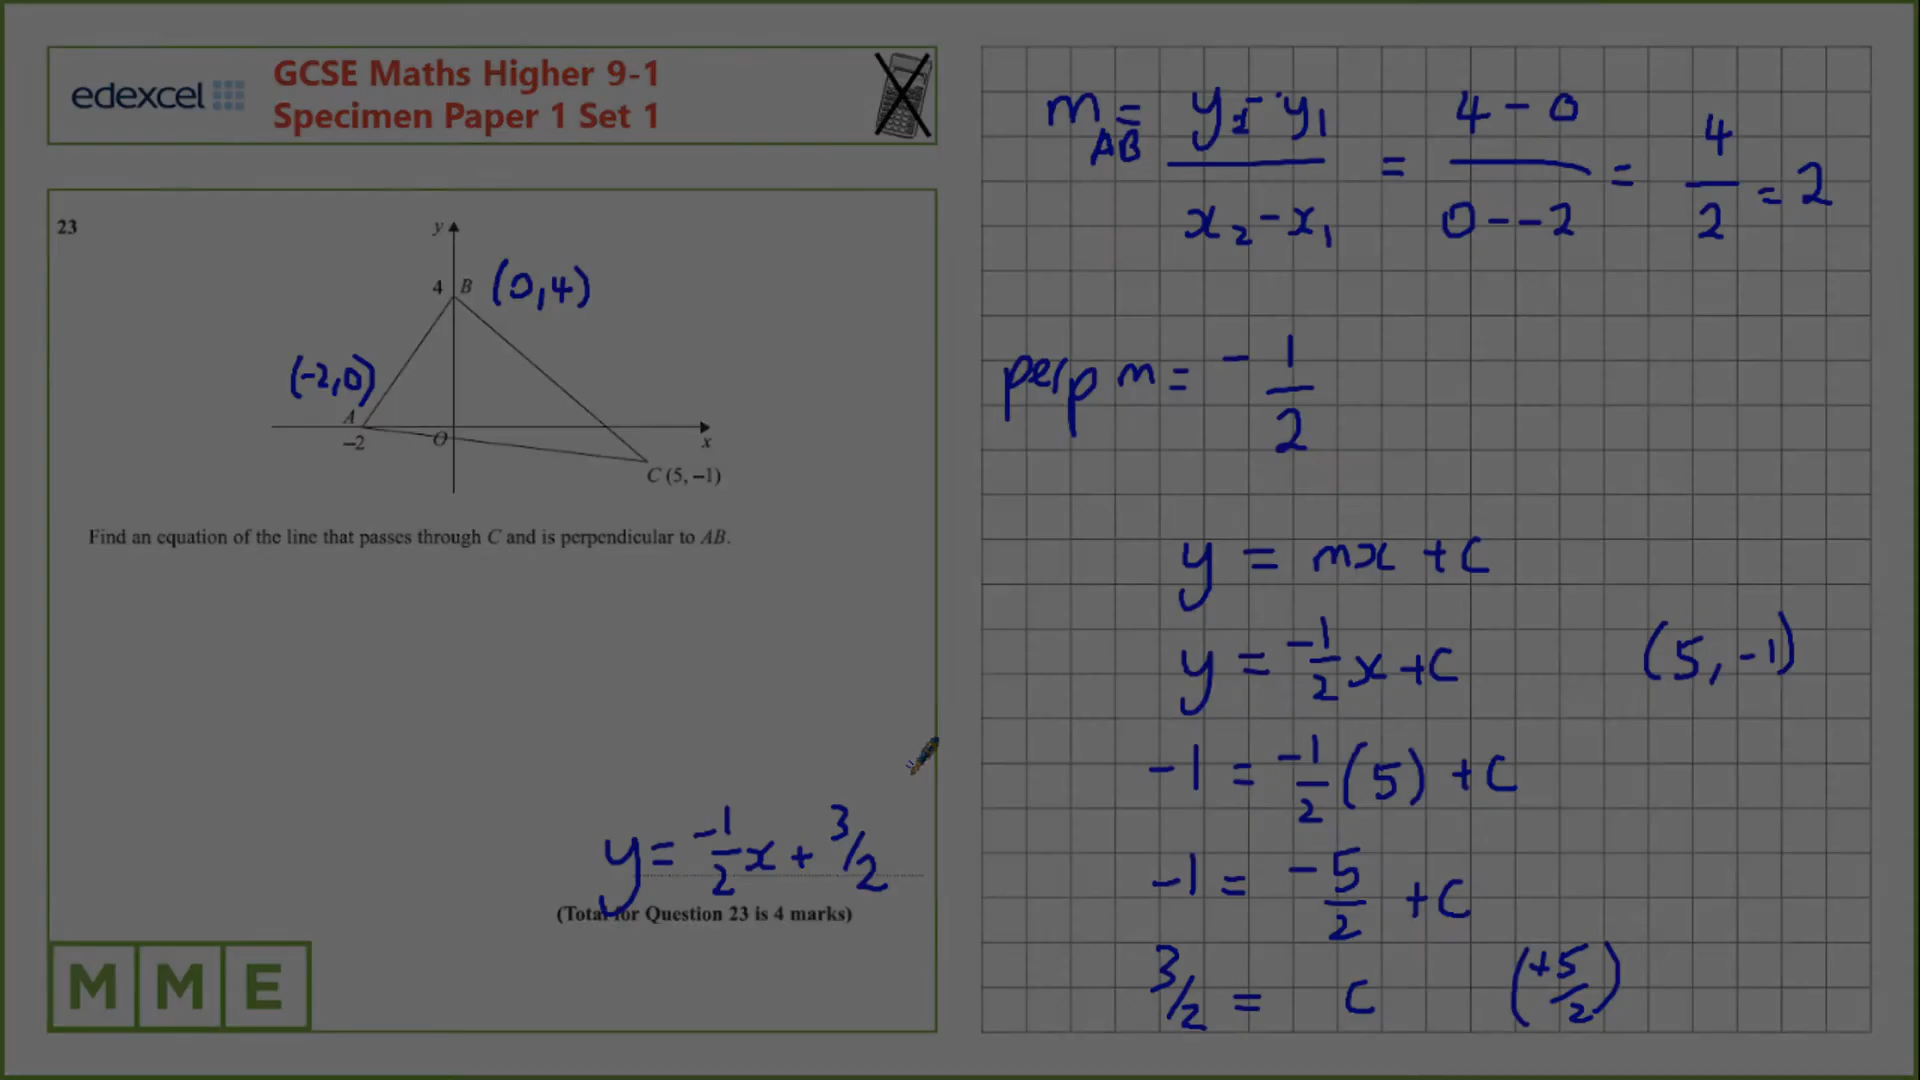 edexcel
GCSE Maths Higher 9-1
Specimen Paper 1 Set 1
23
y
4 B (0,4)
(-2,0)
A
-2 O x
C (5, -1)
Find an equation of the line that passes through C and is perpendicular to AB.
y = -1/2 x + 3/2
(Total for Question 23 is 4 marks)
MME
m AB = y₂ - y₁ / x₂ - x₁ = 4 - 0 / 0 - - 2 = 4/2 = 2
perp m = - 1/2
y = mx + c
y = -1/2 x + c (5, -1)
-1 = -1/2 (5) + c
-1 = -5/2 + c
3/2 = c (+5/2)